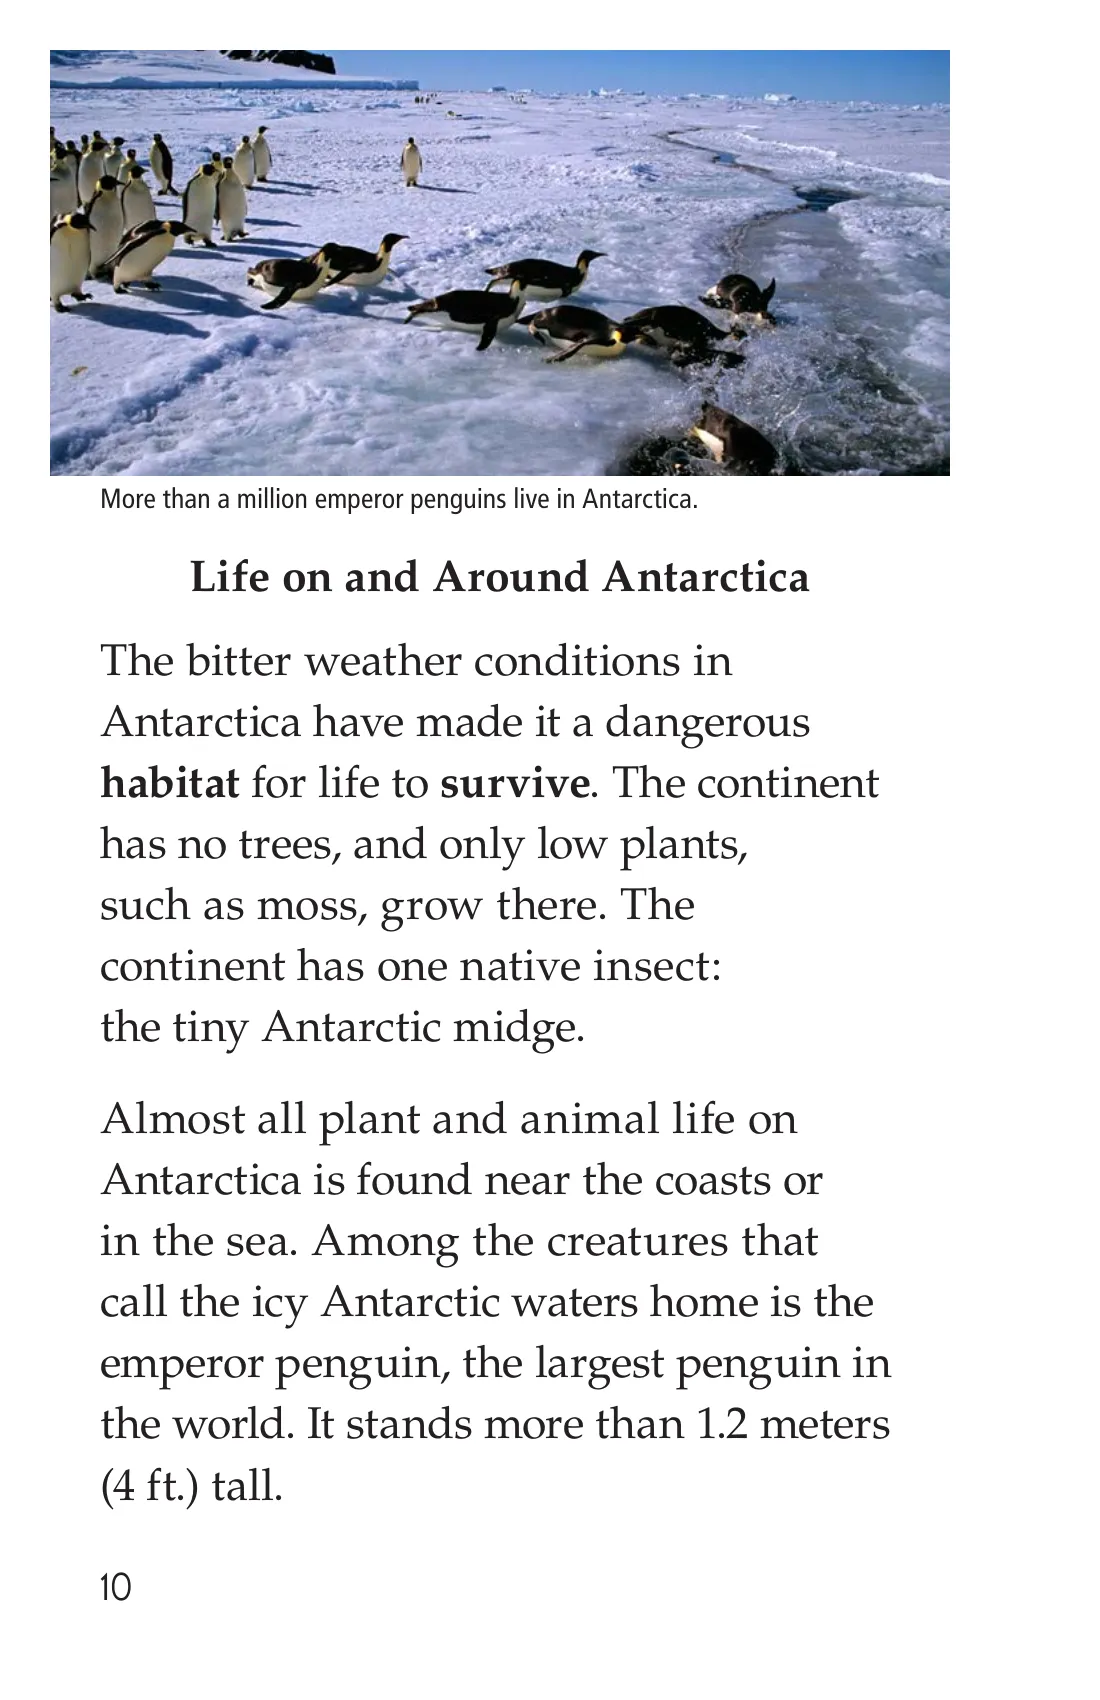 More than a million emperor penguins live in Antarctica.
Life on and Around Antarctica
The bitter weather conditions in
Antarctica have made it a dangerous
habitat for life to survive. The continent
has no trees, and only low plants,
such as moss, grow there. The
continent has one native insect:
the tiny Antarctic midge.
Almost all plant and animal life on
Antarctica is found near the coasts or
in the sea. Among the creatures that
call the icy Antarctic waters home is the
emperor penguin, the largest penguin in
the world. It stands more than 1.2 meters
(4 ft.) tall.
10